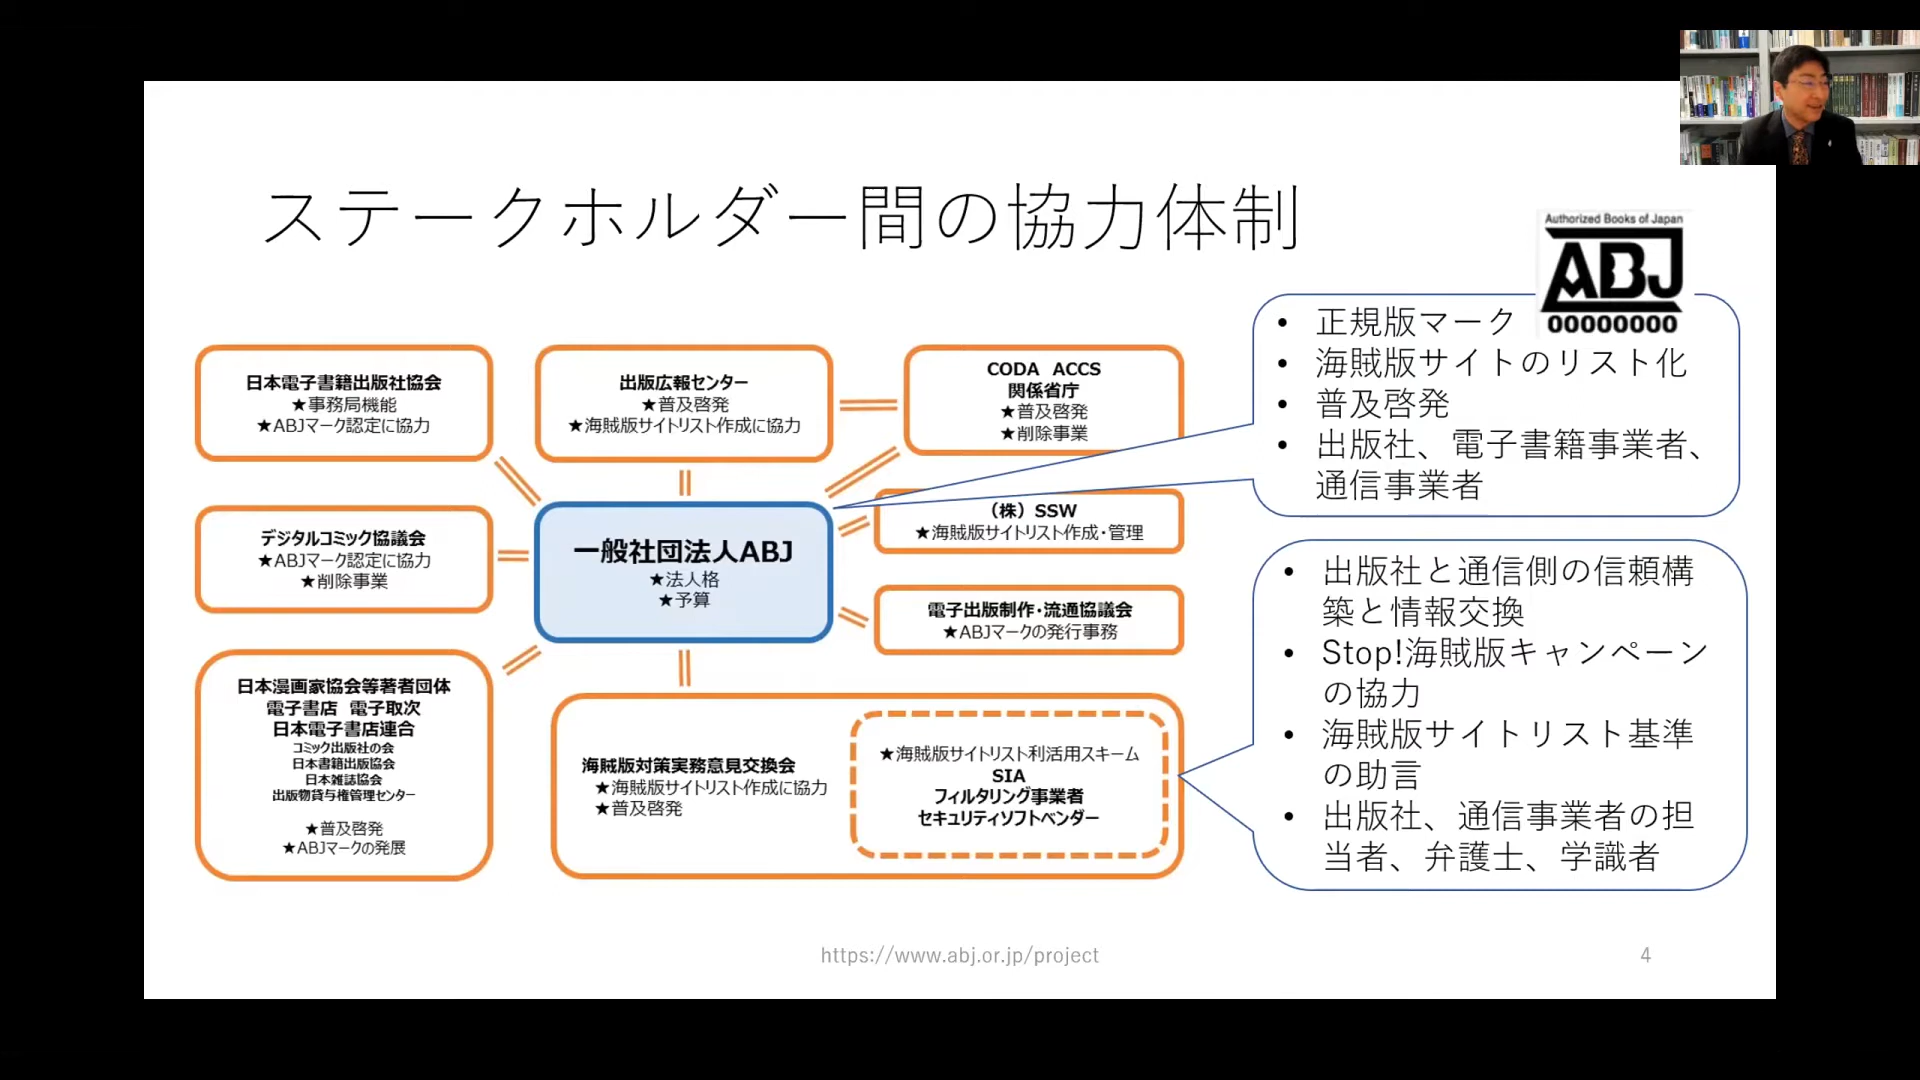 ステークホルダー間の協力体制
Authorized Books of Japan
ABJ
00000000
日本電子書籍出版社協会
★事務局機能
★ABJマーク認定に協力
出版広報センター
★普及啓発
★海賊版サイトリスト作成に協力
CODA ACCS
関係省庁
★普及啓発
★削除事業
• 正規版マーク
• 海賊版サイトのリスト化
• 普及啓発
• 出版社、電子書籍事業者、
通信事業者
デジタルコミック協議会
★ABJマーク認定に協力
★削除事業
一般社団法人ABJ
★法人格
★予算
（株）SSW
★海賊版サイトリスト作成・管理
電子出版制作・流通協議会
★ABJマークの発行事務
日本漫画家協会等著者団体
電子書店 電子取次
日本電子書店連合
コミック出版社の会
日本書籍出版協会
日本雑誌協会
出版物貸与権管理センター
★普及啓発
★ABJマークの発展
海賊版対策実務意見交換会
★海賊版サイトリスト作成に協力
★普及啓発
★海賊版サイトリスト利活用スキーム
SIA
フィルタリング事業者
セキュリティソフトベンダー
• 出版社と通信側の信頼構
築と情報交換
• Stop!海賊版キャンペーン
の協力
• 海賊版サイトリスト基準
の助言
• 出版社、通信事業者の担
当者、弁護士、学識者
https://www.abj.or.jp/project
4